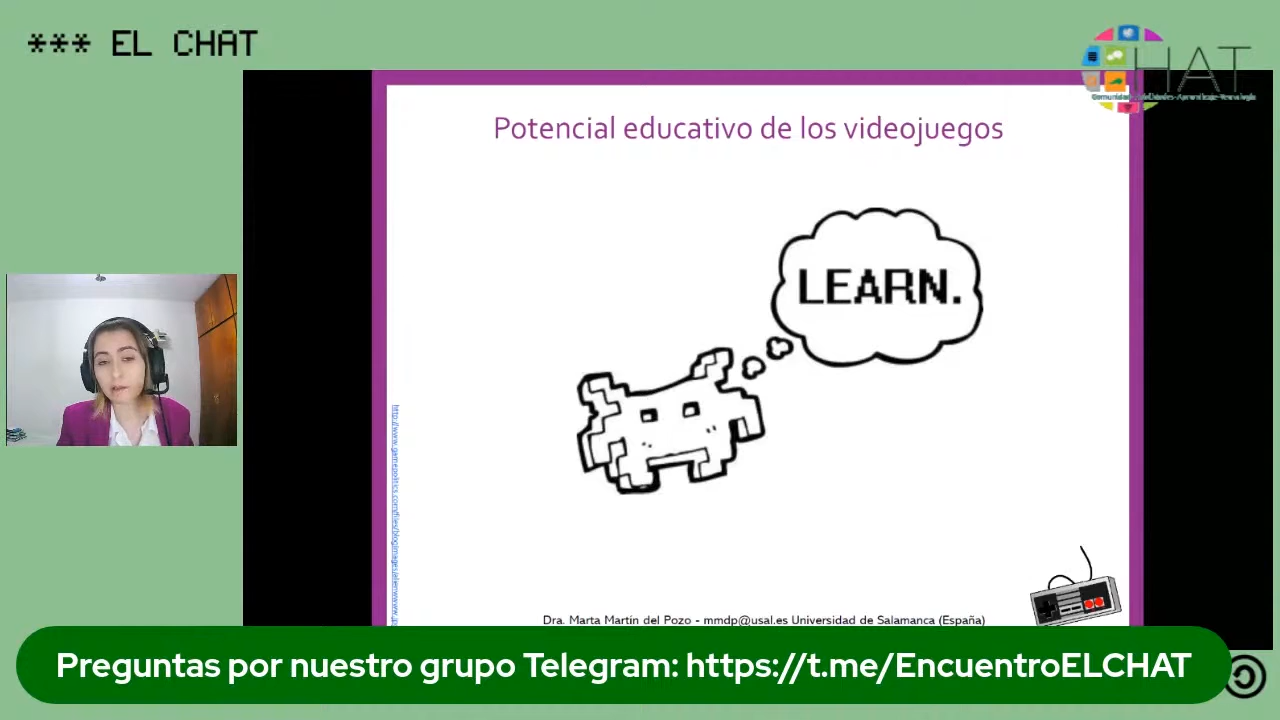 *** EL CHAT
HAT
Potencial educativo de los videojuegos
LEARN.
Dra. Marta Martín del Pozo - mmdp@usal.es Universidad de Salamanca (España)
Preguntas por nuestro grupo Telegram: https://t.me/EncuentroELCHAT